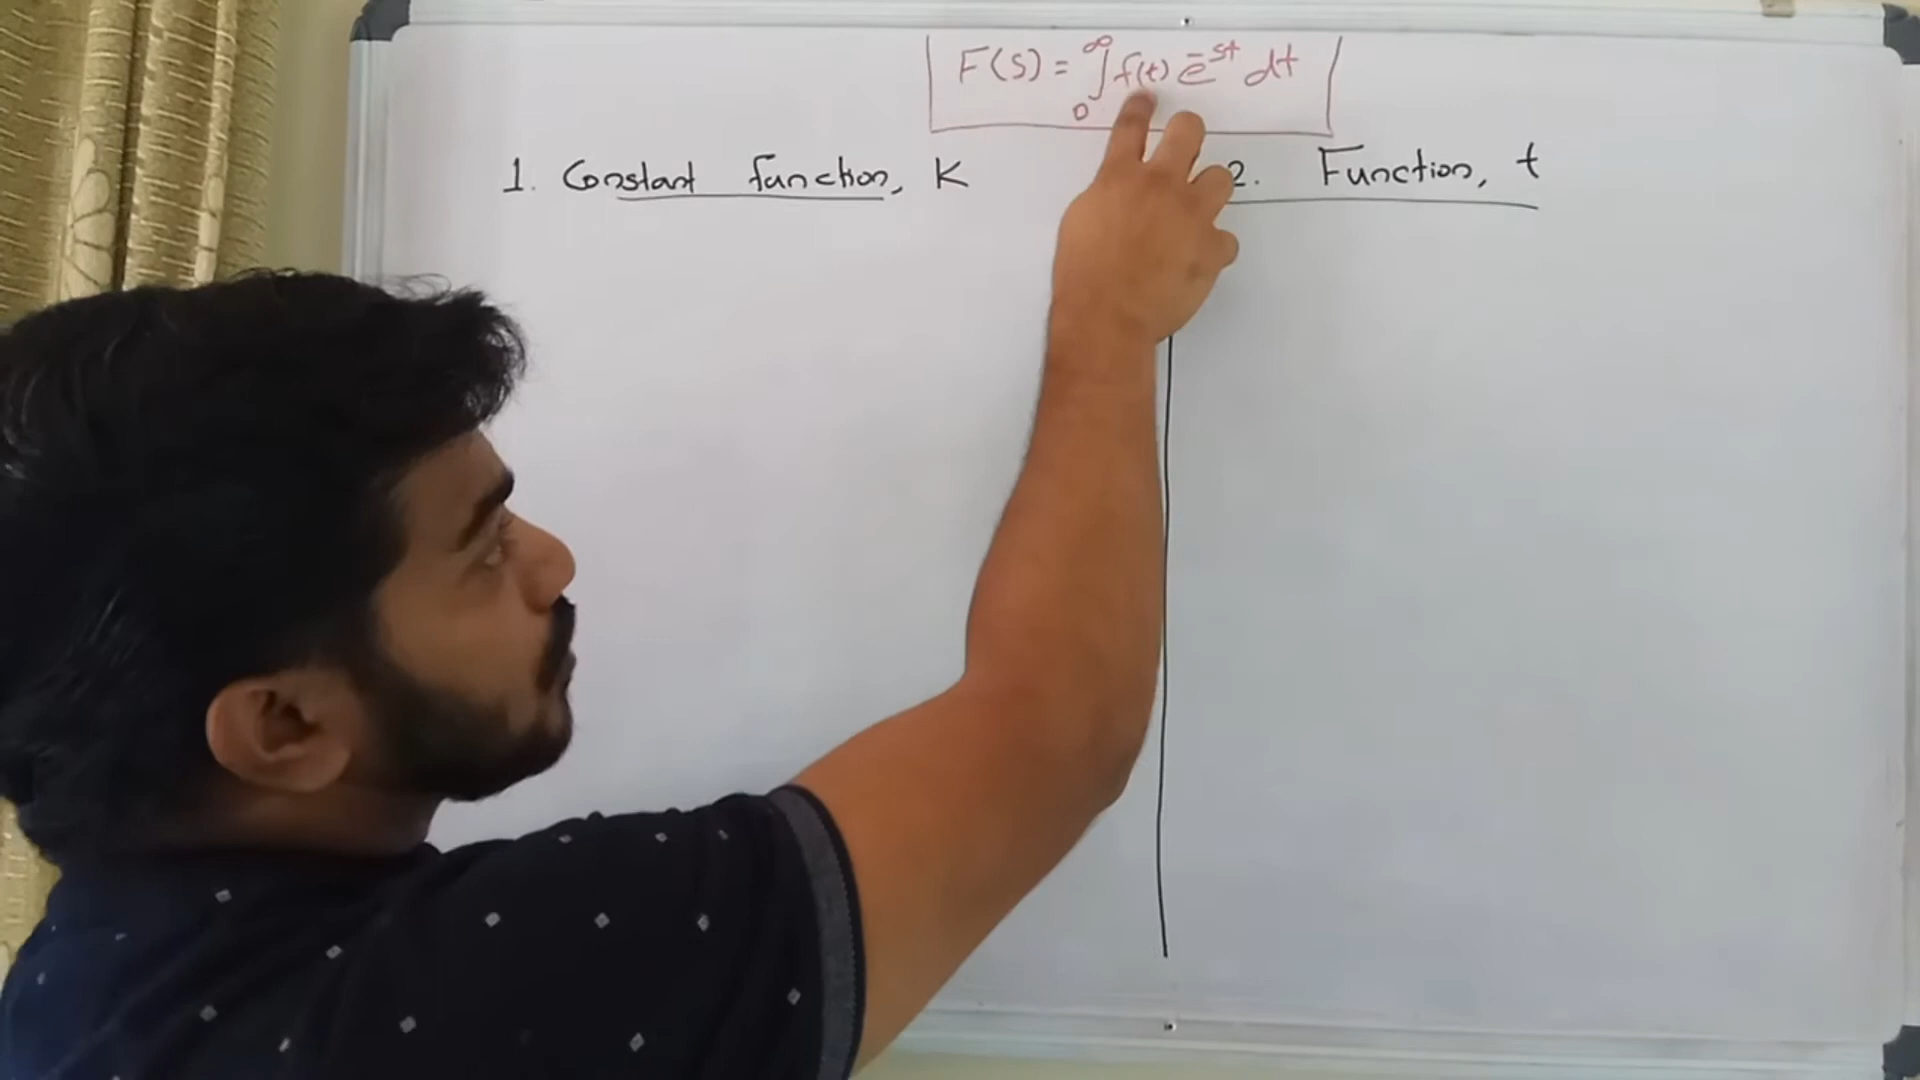 F(s) = ∫₀^∞ f(t) e^{-st} dt
1. Constant function, K
2. Function, t